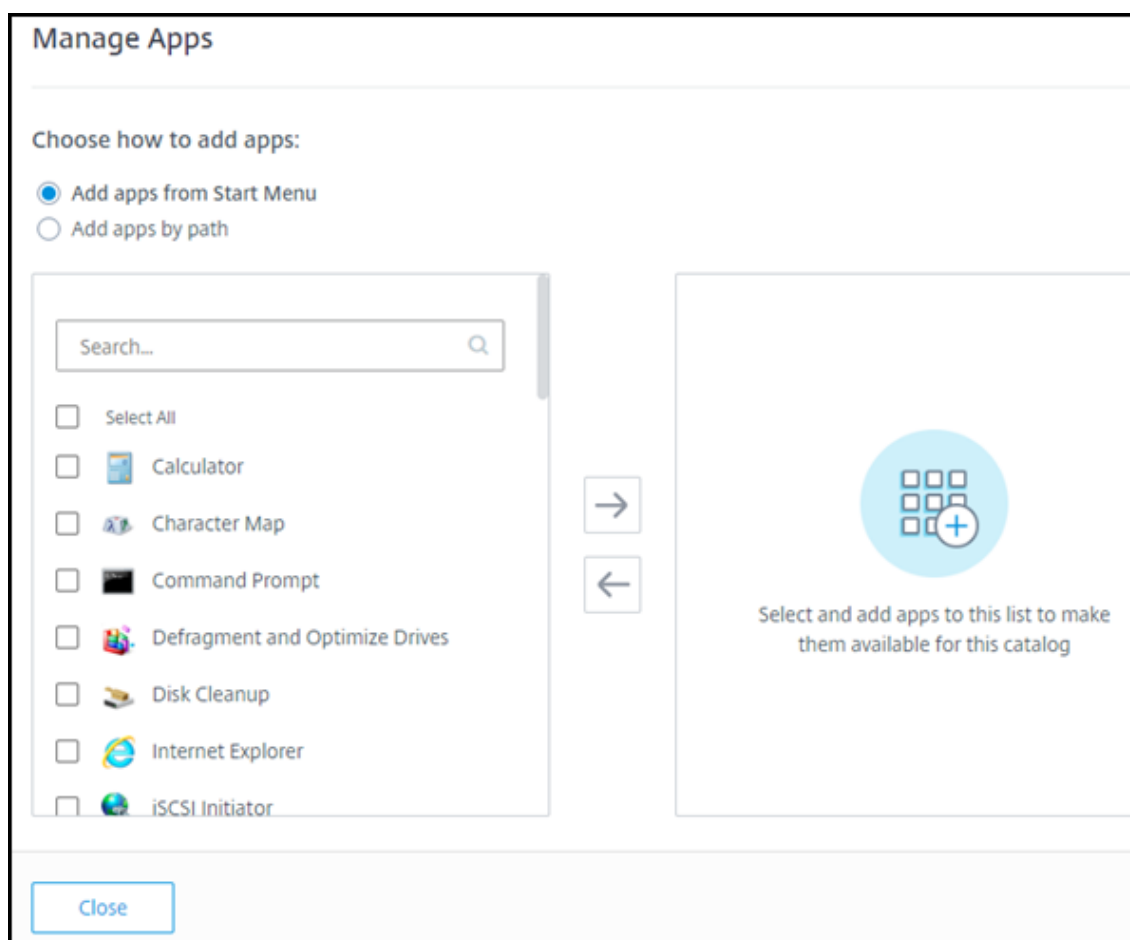 Manage Apps
Choose how to add apps:
Add apps from Start Menu
Add apps by path
Search...
Select All
Calculator
Character Map
Command Prompt
Defragment and Optimize Drives
Disk Cleanup
Internet Explorer
iSCSI Initiator
Select and add apps to this list to make
them available for this catalog
Close